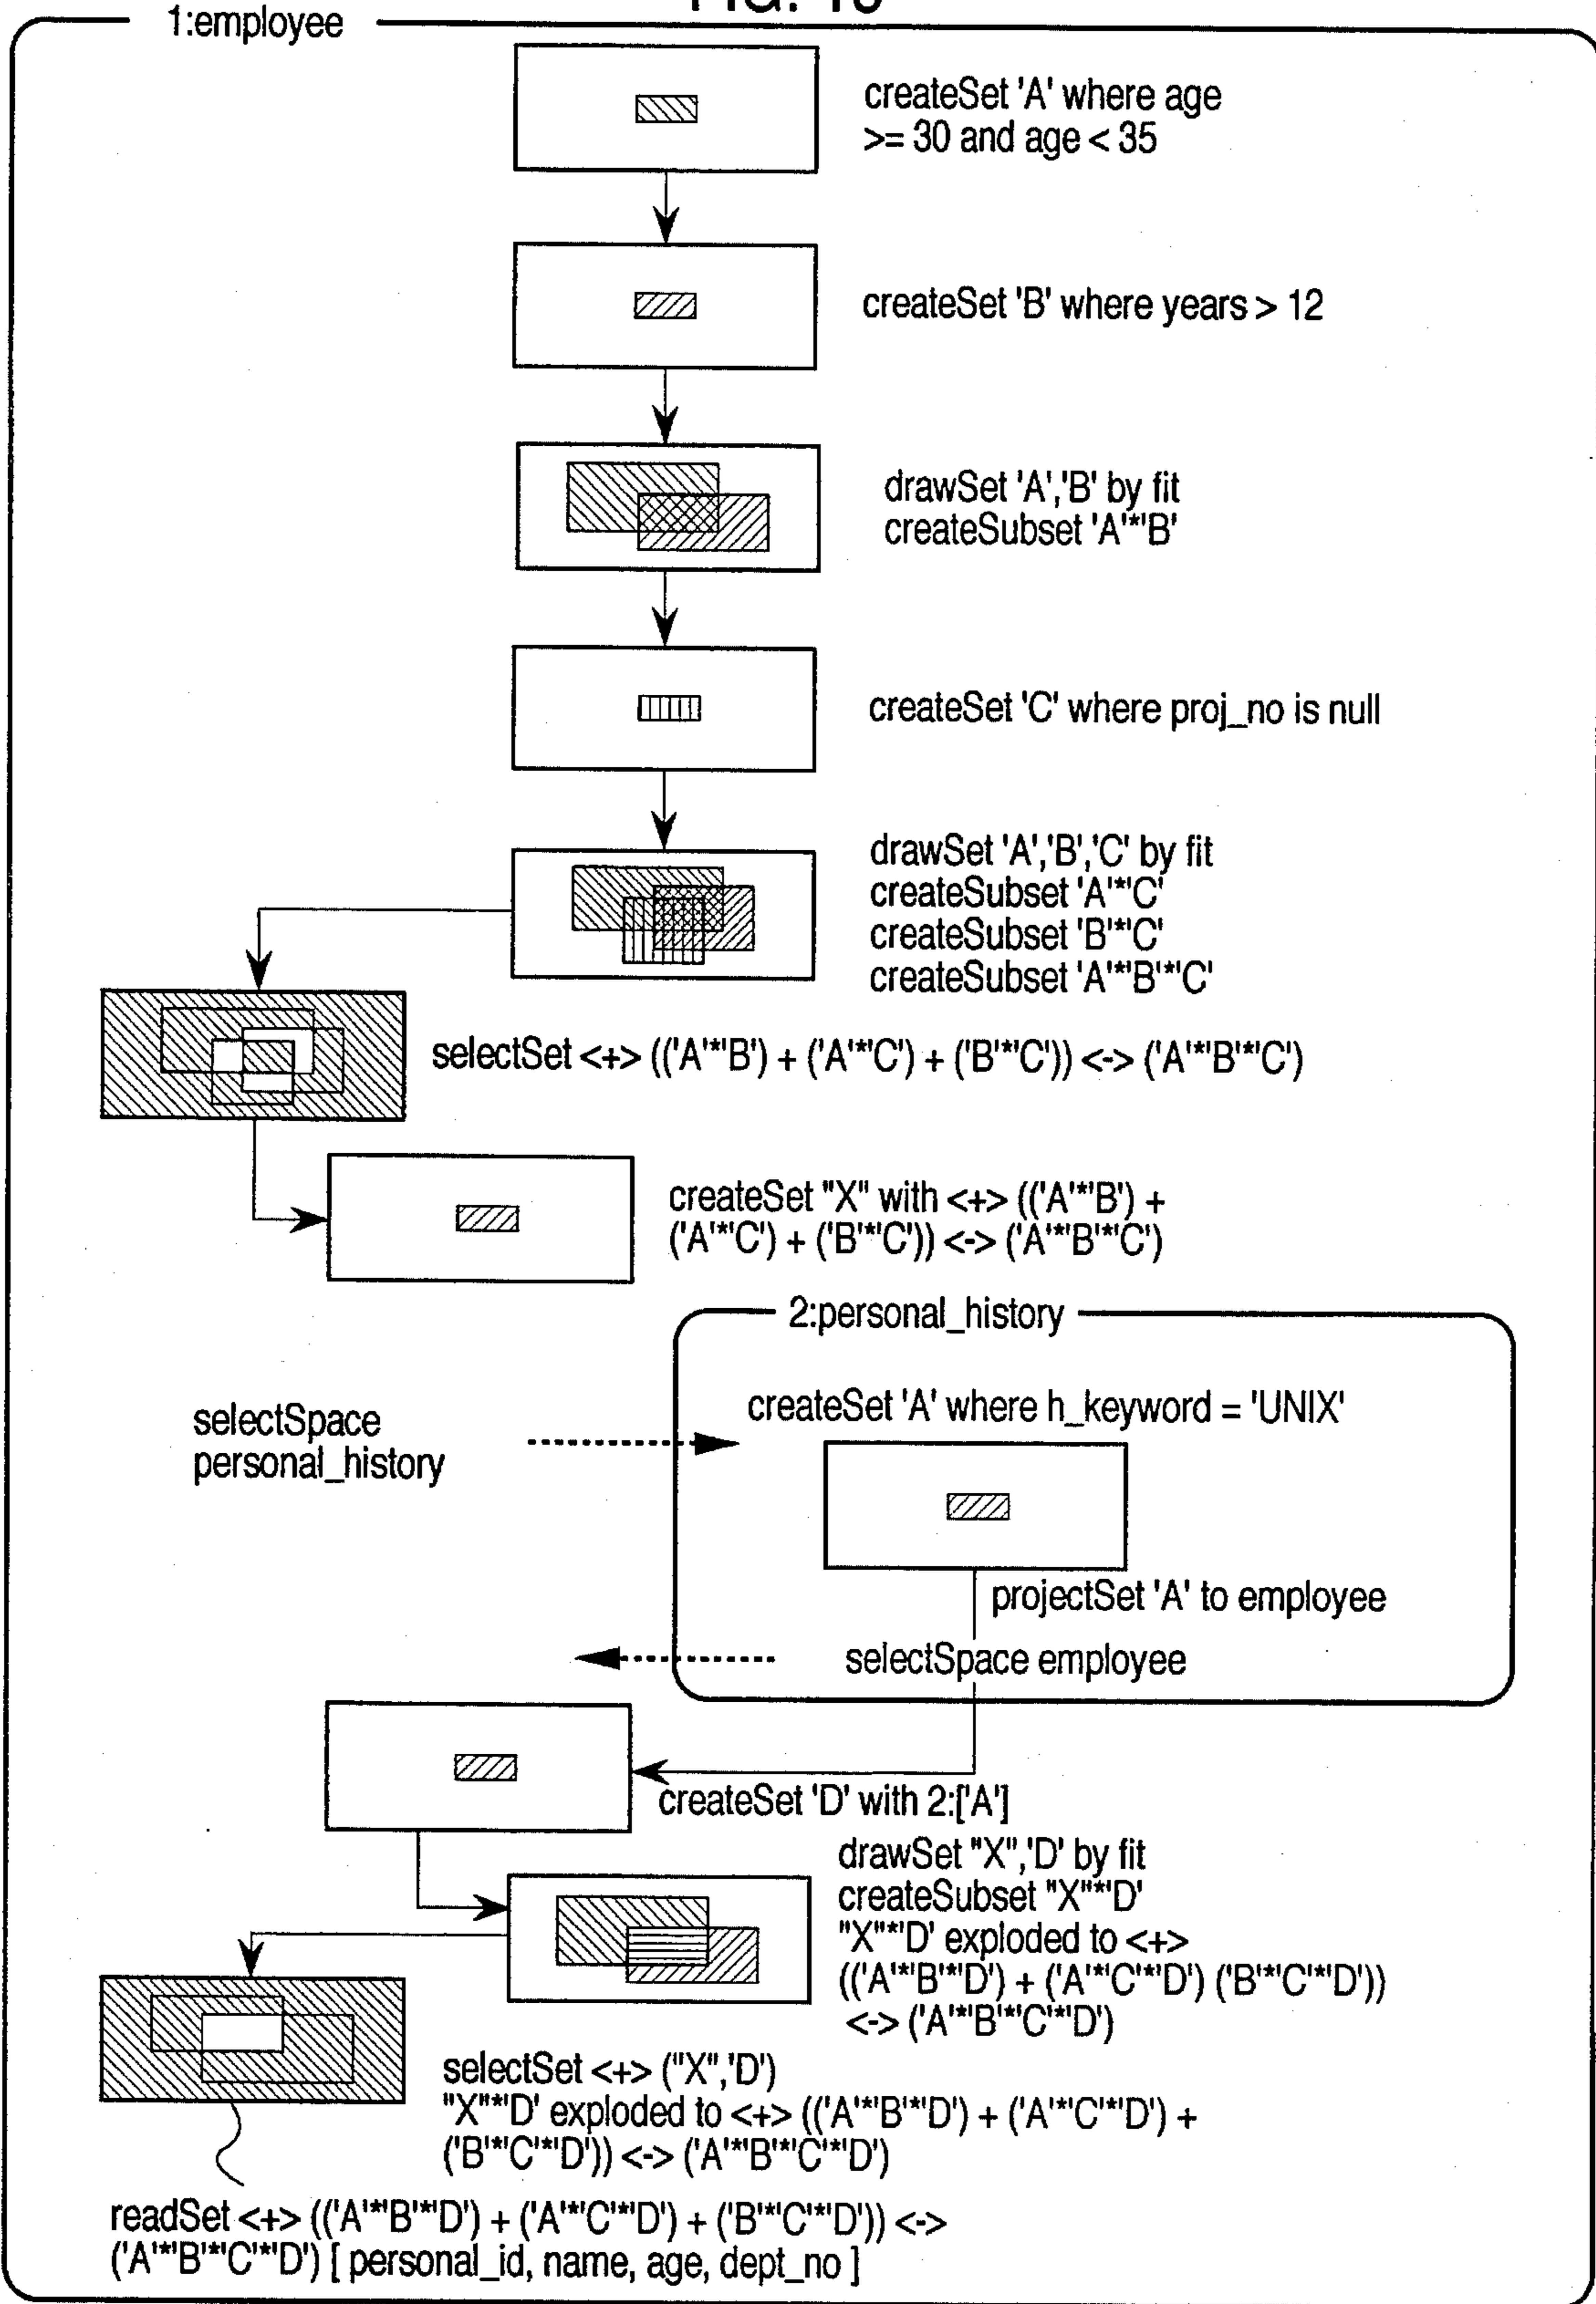 1:employee
createSet 'A' where age
>= 30 and age < 35
createSet 'B' where years > 12
drawSet 'A','B' by fit
createSubset 'A'*'B'
createSet 'C' where proj_no is null
drawSet 'A','B','C' by fit
createSubset 'A'*'C'
createSubset 'B'*'C'
createSubset 'A'*'B'*'C'
selectSet <+> (('A'*'B') + ('A'*'C') + ('B'*'C')) <-> ('A'*'B'*'C')
createSet "X" with <+> (('A'*'B') +
('A'*'C') + ('B'*'C')) <-> ('A'*'B'*'C')
2:personal_history
createSet 'A' where h_keyword = 'UNIX'
selectSpace
personal_history
projectSet 'A' to employee
selectSpace employee
createSet 'D' with 2:['A']
drawSet "X",'D' by fit
createSubset "X"*'D'
"X"*'D' exploded to <+>
(('A'*'B'*'D') + ('A'*'C'*'D') ('B'*'C'*'D'))
<-> ('A'*'B'*'C'*'D')
selectSet <+> ("X",'D')
"X"*'D' exploded to <+> (('A'*'B'*'D') + ('A'*'C'*'D') +
('B'*'C'*'D')) <-> ('A'*'B'*'C'*'D')
readSet <+> (('A'*'B'*'D') + ('A'*'C'*'D') + ('B'*'C'*'D')) <->
('A'*'B'*'C'*'D') [ personal_id, name, age, dept_no ]